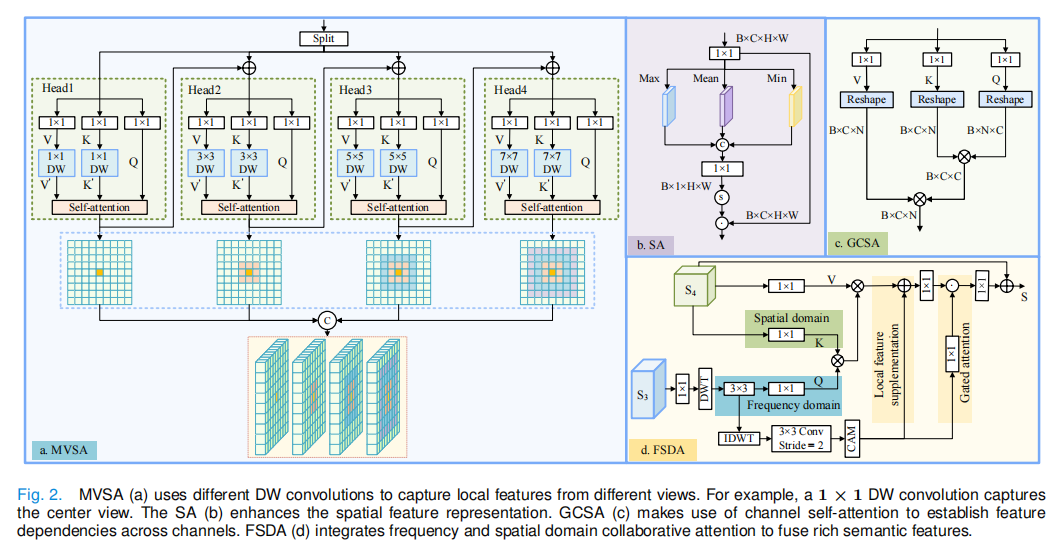 Split
Head1 Head2 Head3 Head4
1×1 1×1 1×1 1×1 1×1 1×1 1×1 1×1 1×1 1×1 1×1 1×1
V K V K V K V K
1×1 DW 1×1 DW Q 3×3 DW 3×3 DW Q 5×5 DW 5×5 DW Q 7×7 DW 7×7 DW Q
V' K' V' K' V' K' V' K'
Self-attention Self-attention Self-attention Self-attention
C
a. MVSA
B×C×H×W
1×1
Max Mean Min
C
1×1
B×1×H×W
S
B×C×H×W
b. SA
1×1 1×1 1×1
V K Q
Reshape Reshape Reshape
B×C×N B×C×N B×N×C
B×C×C
B×C×N
c. GCSA
S4
1×1
V
Spatial domain
1×1
K
S3
1×1
DWT
3×3
1×1
Q
Frequency domain
IDWT
3×3 Conv
Stride = 2
CAM
Local feature
supplementation
1×1
Gated attention
1×1
1×1
S
d. FSDA
Fig. 2. MVSA (a) uses different DW convolutions to capture local features from different views. For example, a 1 × 1 DW convolution captures
the center view. The SA (b) enhances the spatial feature representation. GCSA (c) makes use of channel self-attention to establish feature
dependencies across channels. FSDA (d) integrates frequency and spatial domain collaborative attention to fuse rich semantic features.